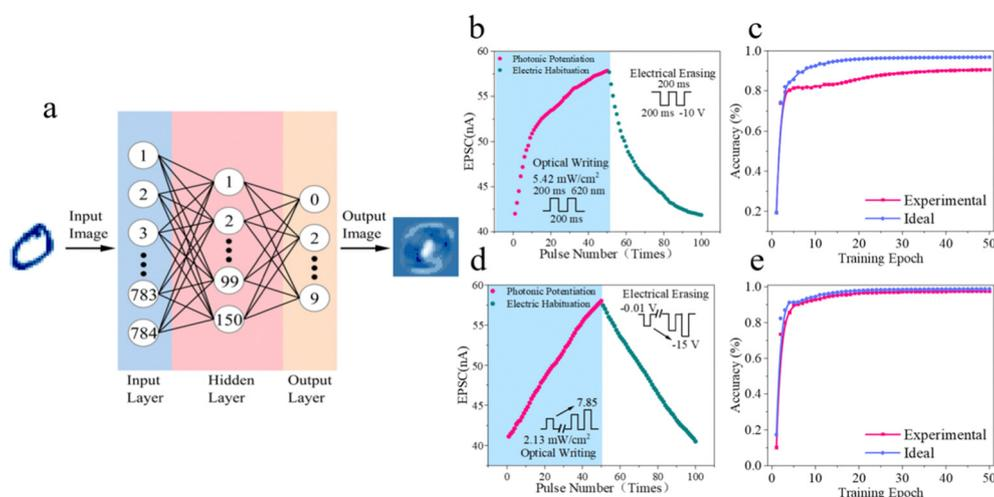 a
Input
Image
1
2
3
783
784
1
2
99
150
0
2
9
Output
Image
Input
Layer
Hidden
Layer
Output
Layer
b
60
55
50
45
40
EPSC(nA)
Photonic Potentiation
Electric Habituation
Electrical Erasing
200 ms
200 ms -10 V
Optical Writing
5.42 mW/cm²
200 ms 620 nm
200 ms
0 20 40 60 80 100
Pulse Number（Times）
c
1.0
0.8
0.6
0.4
0.2
Accuracy (%)
Experimental
Ideal
0 10 20 30 40 50
Training Epoch
d
60
55
50
45
40
EPSC(nA)
Photonic Potentiation
Electric Habituation
Electrical Erasing
-0.01 V
-15 V
7.85
2.13 mW/cm²
Optical Writing
0 20 40 60 80 100
Pulse Number（Times）
e
1.0
0.8
0.6
0.4
0.2
0.0
Accuracy (%)
Experimental
Ideal
0 10 20 30 40 50
Training Epoch